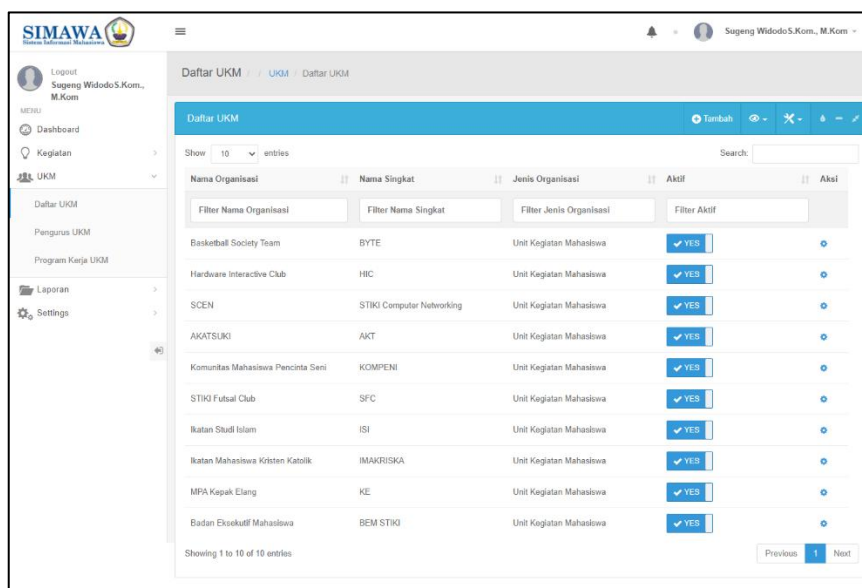 SIMAWA
Sistem Informasi Mahasiswa
Sugeng WidodoS.Kom., M.Kom
Logout
Sugeng WidodoS.Kom.,
M.Kom
MENU
Dashboard
Kegiatan
UKM
Daftar UKM
Pengurus UKM
Program Kerja UKM
Laporan
Settings
Daftar UKM / / UKM / Daftar UKM
Daftar UKM
Tambah
Show 10 entries
Search:
Nama Organisasi Nama Singkat Jenis Organisasi Aktif Aksi
Filter Nama Organisasi Filter Nama Singkat Filter Jenis Organisasi Filter Aktif
Basketball Society Team BYTE Unit Kegiatan Mahasiswa YES
Hardware Interactive Club HIC Unit Kegiatan Mahasiswa YES
SCEN STIKI Computer Networking Unit Kegiatan Mahasiswa YES
AKATSUKI AKT Unit Kegiatan Mahasiswa YES
Komunitas Mahasiswa Pencinta Seni KOMPENI Unit Kegiatan Mahasiswa YES
STIKI Futsal Club SFC Unit Kegiatan Mahasiswa YES
Ikatan Studi Islam ISI Unit Kegiatan Mahasiswa YES
Ikatan Mahasiswa Kristen Katolik IMAKRISKA Unit Kegiatan Mahasiswa YES
MPA Kepak Elang KE Unit Kegiatan Mahasiswa YES
Badan Eksekutif Mahasiswa BEM STIKI Unit Kegiatan Mahasiswa YES
Showing 1 to 10 of 10 entries
Previous 1 Next